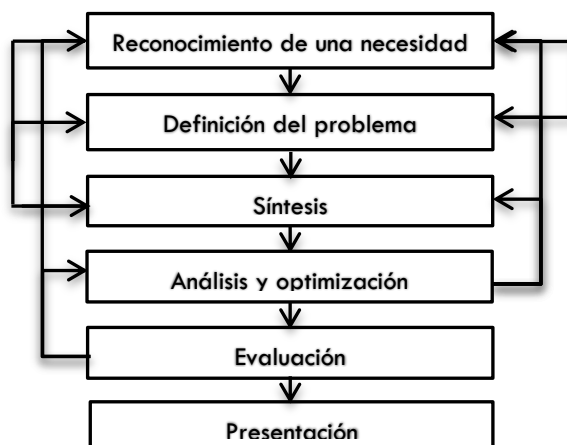 Reconocimiento de una necesidad
Definición del problema
Síntesis
Análisis y optimización
Evaluación
Presentación